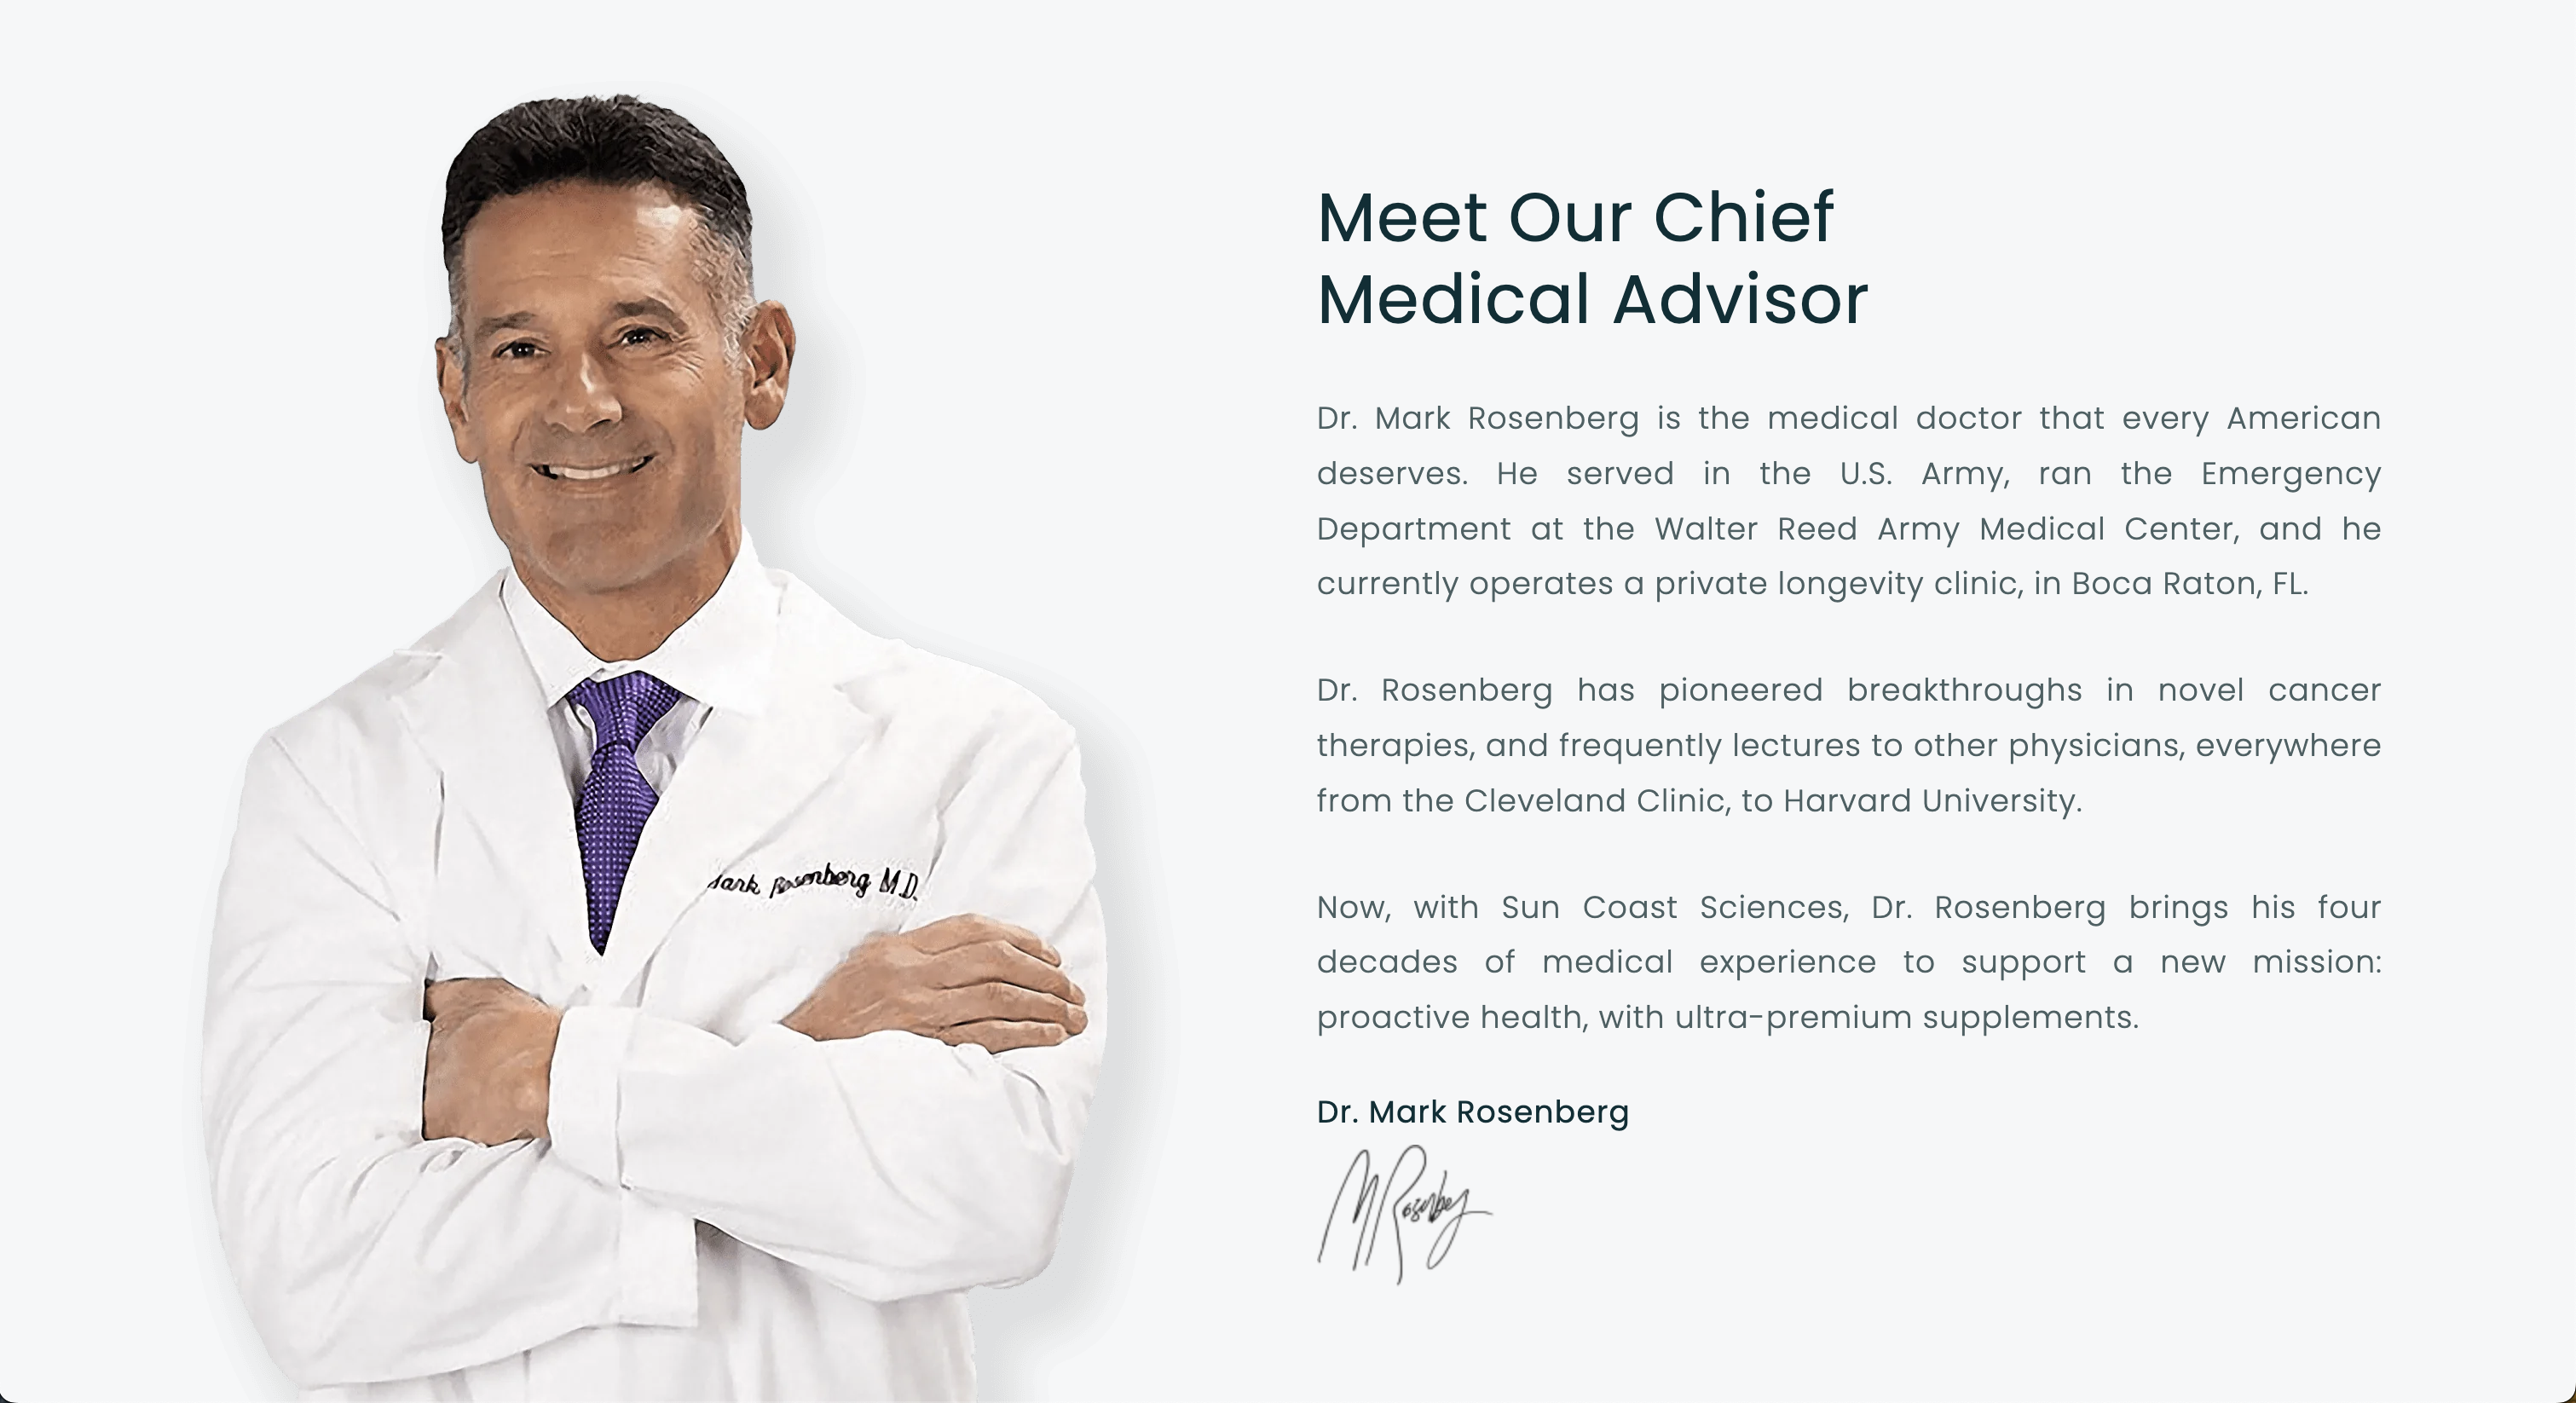 Meet Our Chief
Medical Advisor
Dr. Mark Rosenberg is the medical doctor that every American
deserves. He served in the U.S. Army, ran the Emergency
Department at the Walter Reed Army Medical Center, and he
currently operates a private longevity clinic, in Boca Raton, FL.
Dr. Rosenberg has pioneered breakthroughs in novel cancer
therapies, and frequently lectures to other physicians, everywhere
from the Cleveland Clinic, to Harvard University.
Now, with Sun Coast Sciences, Dr. Rosenberg brings his four
decades of medical experience to support a new mission:
proactive health, with ultra-premium supplements.
Dr. Mark Rosenberg
MRosenberg
Mark Rosenberg M.D.